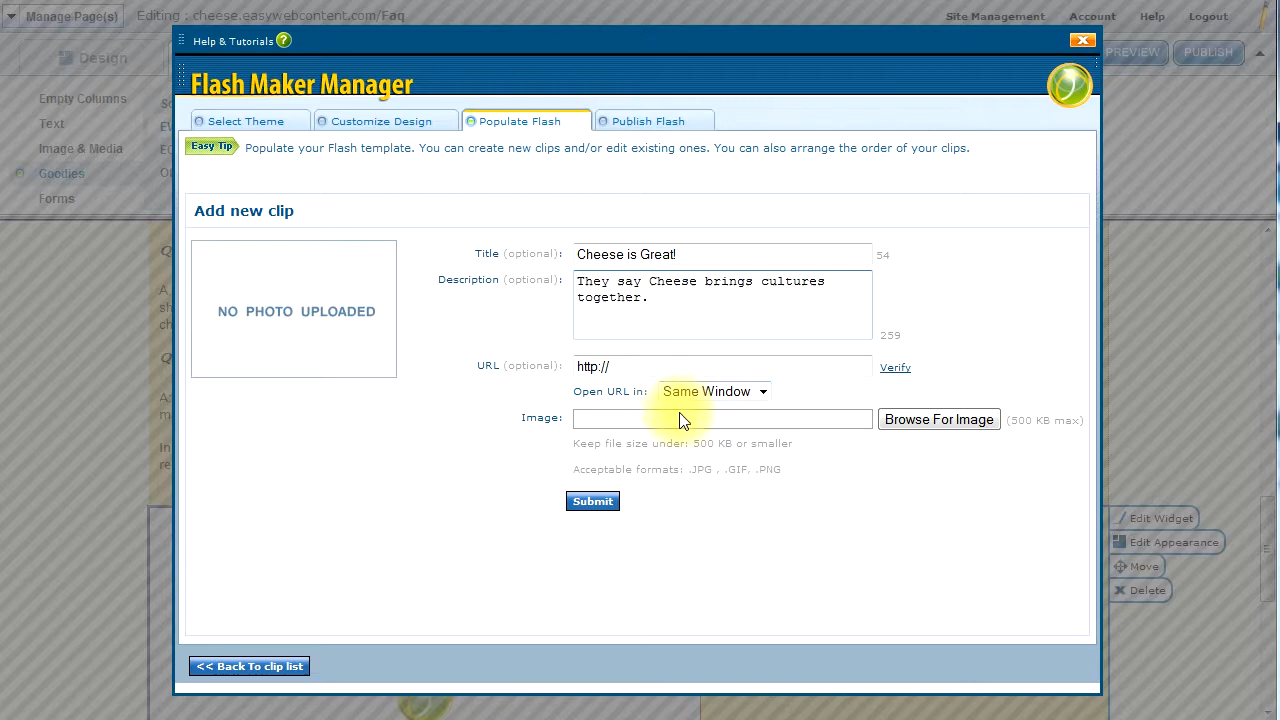 Manage Page(s) Editing : cheese.easywebcontent.com/Faq Site Management Account Help Logout
Help & Tutorials ?
Design PREVIEW PUBLISH
Flash Maker Manager
Empty Columns
Select Theme Customize Design Populate Flash Publish Flash
Text
Easy Tip Populate your Flash template. You can create new clips and/or edit existing ones. You can also arrange the order of your clips.
Image & Media
Goodies
Forms
Add new clip
Title (optional): Cheese is Great! 54
Description (optional): They say Cheese brings cultures
together.
NO PHOTO UPLOADED
259
URL (optional): http:// Verify
Open URL in: Same Window
Image: Browse For Image (500 KB max)
Keep file size under: 500 KB or smaller
Acceptable formats: .JPG , .GIF, .PNG
Submit
Edit Widget
Edit Appearance
Move
Delete
<< Back To clip list